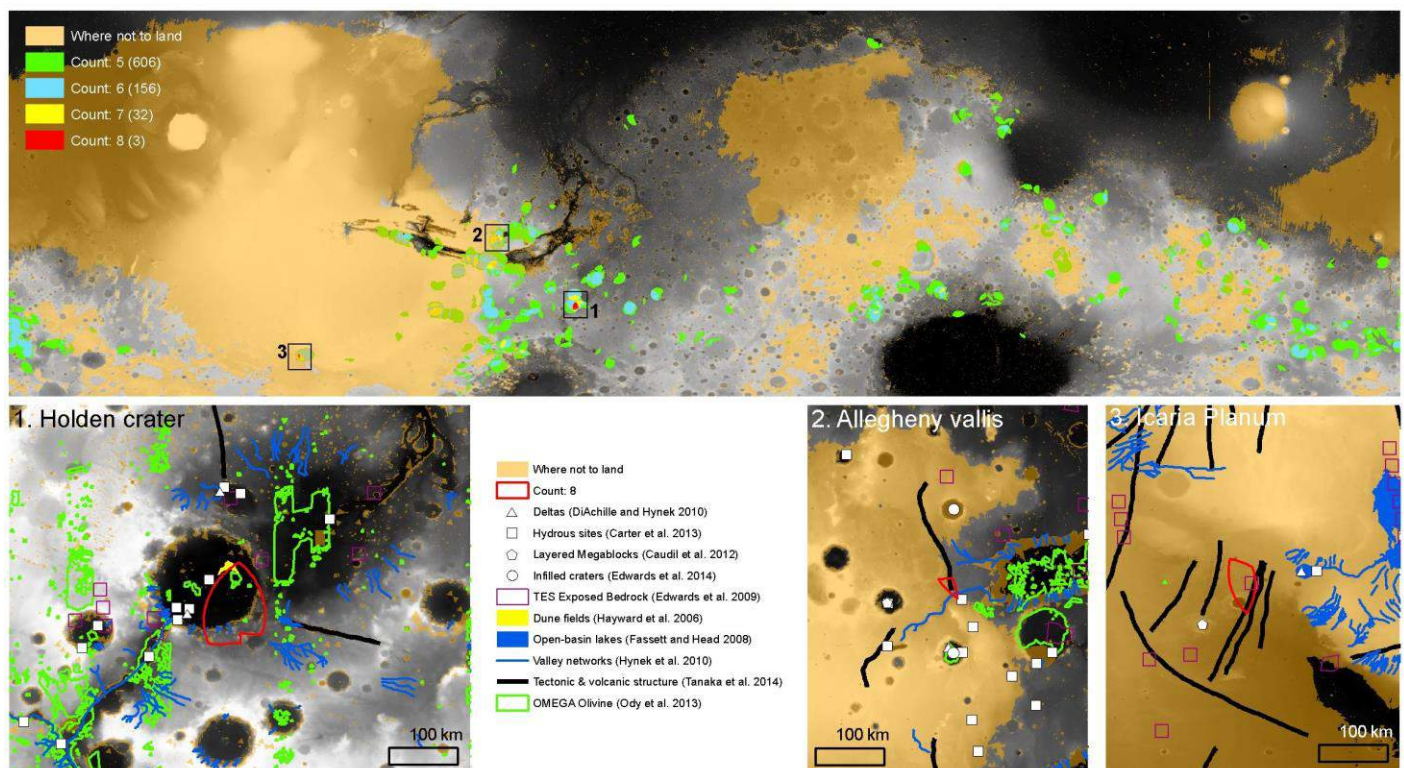 Where not to land
Count: 5 (606)
Count: 6 (156)
Count: 7 (32)
Count: 8 (3)
2
1
3
1. Holden crater
100 km
Where not to land
Count: 8
Deltas (DiAchille and Hynek 2010)
Hydrous sites (Carter et al. 2013)
Layered Megablocks (Caudil et al. 2012)
Infilled craters (Edwards et al. 2014)
TES Exposed Bedrock (Edwards et al. 2009)
Dune fields (Hayward et al. 2006)
Open-basin lakes (Fassett and Head 2008)
Valley networks (Hynek et al. 2010)
Tectonic & volcanic structure (Tanaka et al. 2014)
OMEGA Olivine (Ody et al. 2013)
2. Allegheny vallis
100 km
3. Icaria Planum
100 km